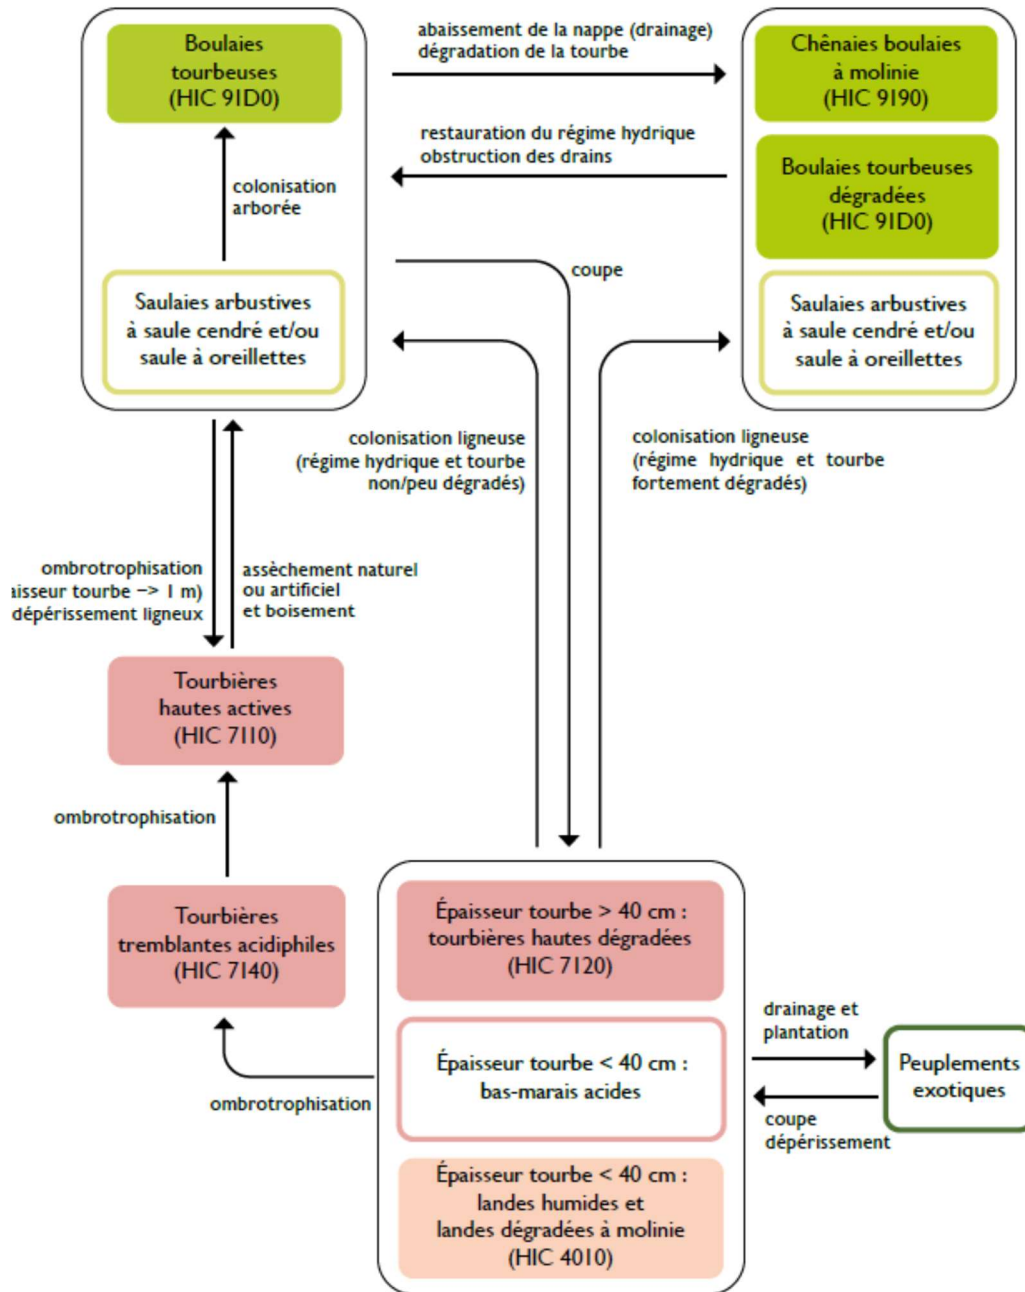 Boulaies
tourbeuses
(HIC 91D0)
colonisation
arborée
Saulaies arbustives
à saule cendré et/ou
saule à oreillettes
abaissement de la nappe (drainage)
dégradation de la tourbe
restauration du régime hydrique
obstruction des drains
coupe
Chênaies boulaies
à molinie
(HIC 9190)
Boulaies tourbeuses
dégradées
(HIC 91D0)
Saulaies arbustives
à saule cendré et/ou
saule à oreillettes
colonisation ligneuse
(régime hydrique et tourbe
non/peu dégradés)
colonisation ligneuse
(régime hydrique et tourbe
fortement dégradés)
ombrotrophisation
aisseur tourbe –> 1 m)
dépérissement ligneux
assèchement naturel
ou artificiel
et boisement
Tourbières
hautes actives
(HIC 7110)
ombrotrophisation
Tourbières
tremblantes acidiphiles
(HIC 7140)
ombrotrophisation
Épaisseur tourbe > 40 cm :
tourbières hautes dégradées
(HIC 7120)
Épaisseur tourbe < 40 cm :
bas-marais acides
Épaisseur tourbe < 40 cm :
landes humides et
landes dégradées à molinie
(HIC 4010)
drainage et
plantation
coupe
dépérissement
Peuplements
exotiques